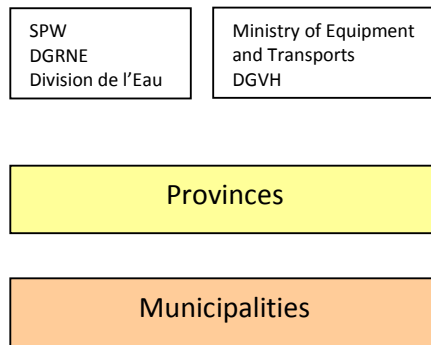 SPW
DGRNE
Division de l’Eau
Ministry of Equipment
and Transports
DGVH
Provinces
Municipalities